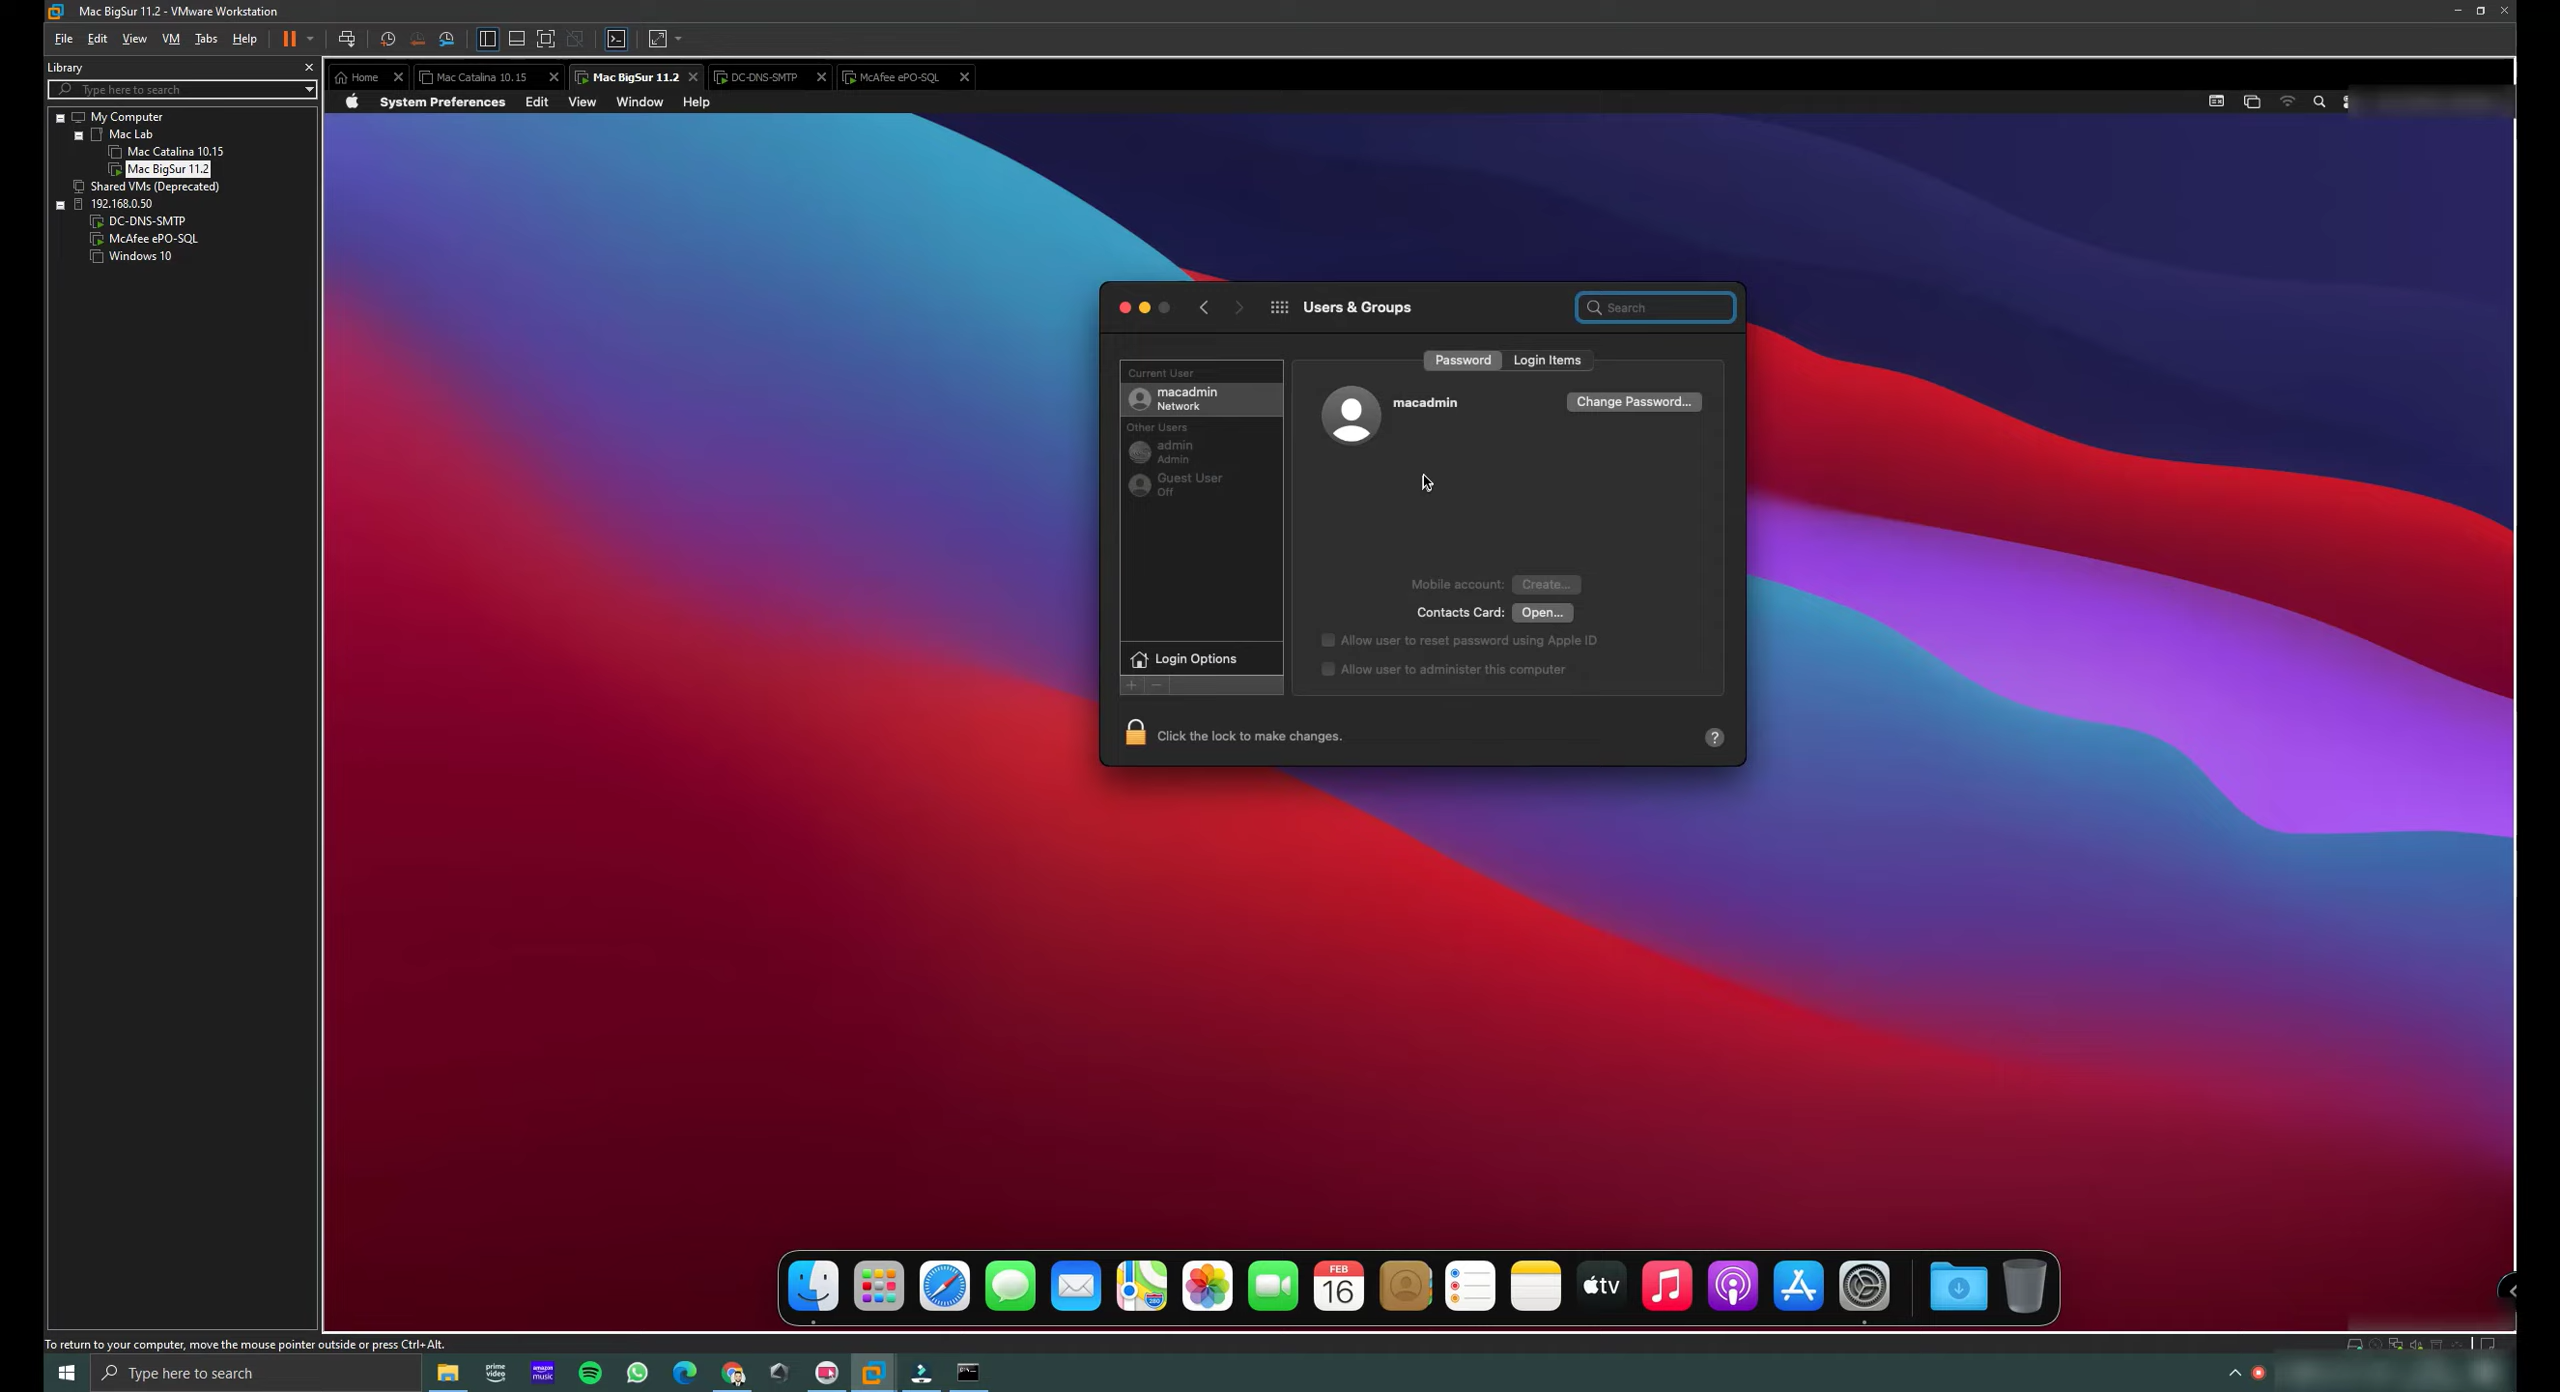 Mac BigSur 11.2 - VMware Workstation
File Edit View VM Tabs Help
Library
Type here to search
Home
Mac Catalina 10.15
Mac BigSur 11.2
DC-DNS-SMTP
McAfee ePO-SQL
System Preferences Edit View Window Help
My Computer
Mac Lab
Mac Catalina 10.15
Mac BigSur 11.2
Shared VMs (Deprecated)
192.168.0.50
DC-DNS-SMTP
McAfee ePO-SQL
Windows 10
Users & Groups
Search
Password
Login Items
Current User
macadmin
Network
Other Users
admin
Admin
Guest User
Off
Login Options
macadmin
Change Password...
Mobile account: Create...
Contacts Card: Open...
Allow user to reset password using Apple ID
Allow user to administer this computer
Click the lock to make changes.
?
FEB
16
280
tv
To return to your computer, move the mouse pointer outside or press Ctrl+Alt.
Type here to search
prime
video
amazon
music